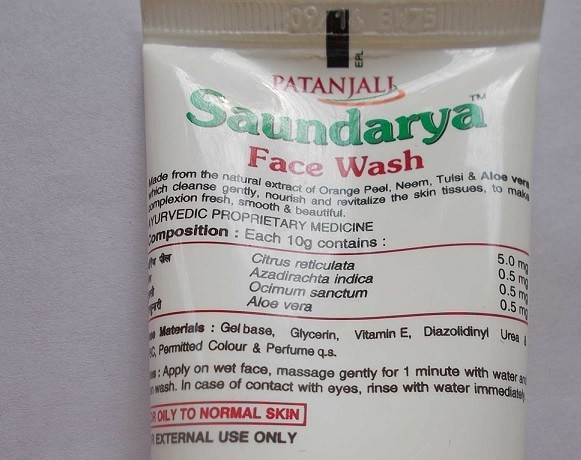 09/14 3K75
EPL
PATANJALI
Saundarya™
Face Wash
Made from the natural extract of Orange Peel, Neem, Tulsi & Aloe vera
which cleanse gently, nourish and revitalize the skin tissues, to make
complexion fresh, smooth & beautiful.
AYURVEDIC PROPRIETARY MEDICINE
Composition : Each 10g contains :
पील Citrus reticulata 5.0 mg
Azadirachta indica 0.5 mg
Ocimum sanctum 0.5 mg
Aloe vera 0.5 mg
Materials : Gel base, Glycerin, Vitamin E, Diazolidinyl Urea &
Permitted Colour & Perfume q.s.
: Apply on wet face, massage gently for 1 minute with water and
wash. In case of contact with eyes, rinse with water immediately
OILY TO NORMAL SKIN
EXTERNAL USE ONLY